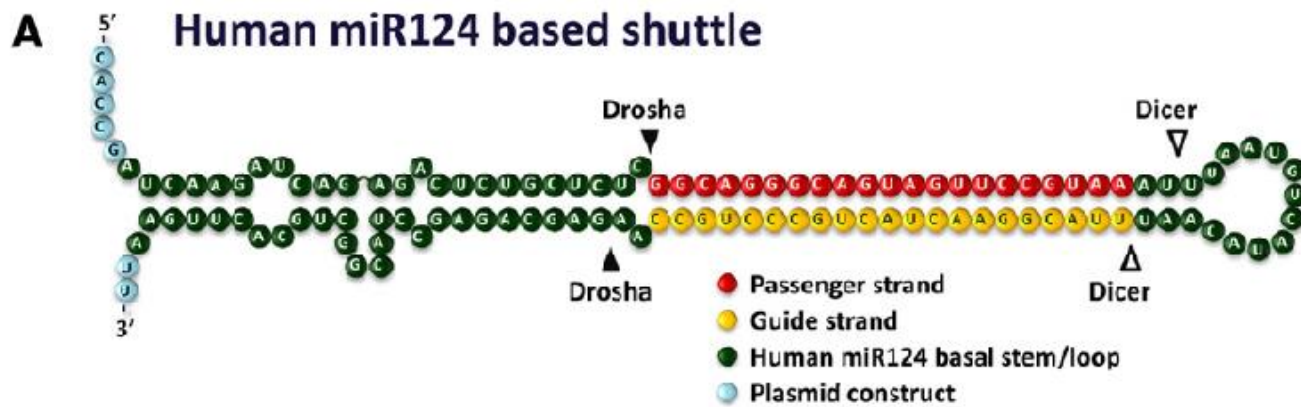 A Human miR124 based shuttle
5′
C
A
C
C
G
A U C A A G A U C A G A G A C U C U G C U C U C G G C A G G G C A G U A G U U C C G U A A A U U U A A U G U C
Drosha
Dicer
A U A C A A U U U A C G G A A C U A C U G C C C U G C C A A G A G C A G A G C C U A C G G C U G C A C U U G A A U U
3′
Drosha
Dicer
Passenger strand
Guide strand
Human miR124 basal stem/loop
Plasmid construct